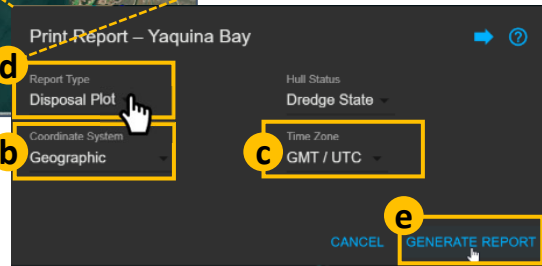 Print Report – Yaquina Bay
d
Report Type
Hull Status
Disposal Plot
Dredge State
b
Coordinate System
c
Time Zone
Geographic
GMT / UTC
e
CANCEL
GENERATE REPORT